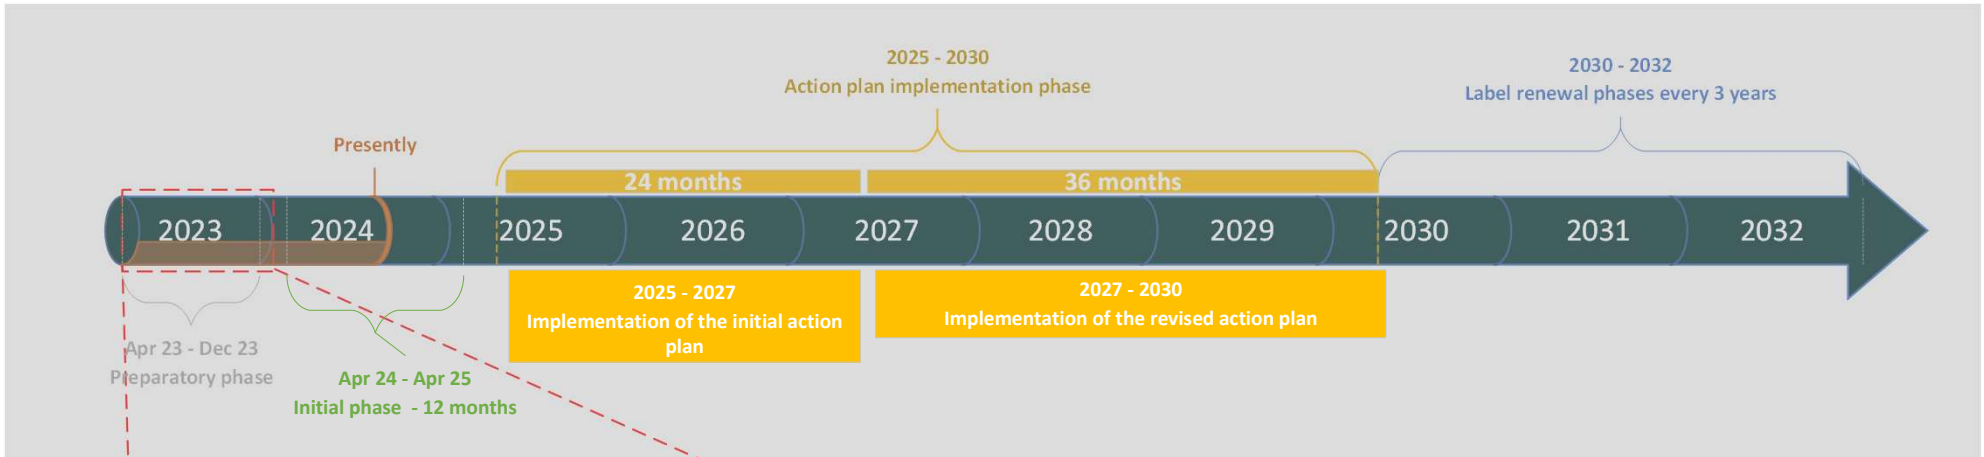 2025 - 2030
Action plan implementation phase
2030 - 2032
Label renewal phases every 3 years
Presently
24 months
36 months
2023
2024
2025
2026
2027
2028
2029
2030
2031
2032
2025 - 2027
Implementation of the initial action
plan
2027 - 2030
Implementation of the revised action plan
Apr 23 - Dec 23
Preparatory phase
Apr 24 - Apr 25
Initial phase - 12 months